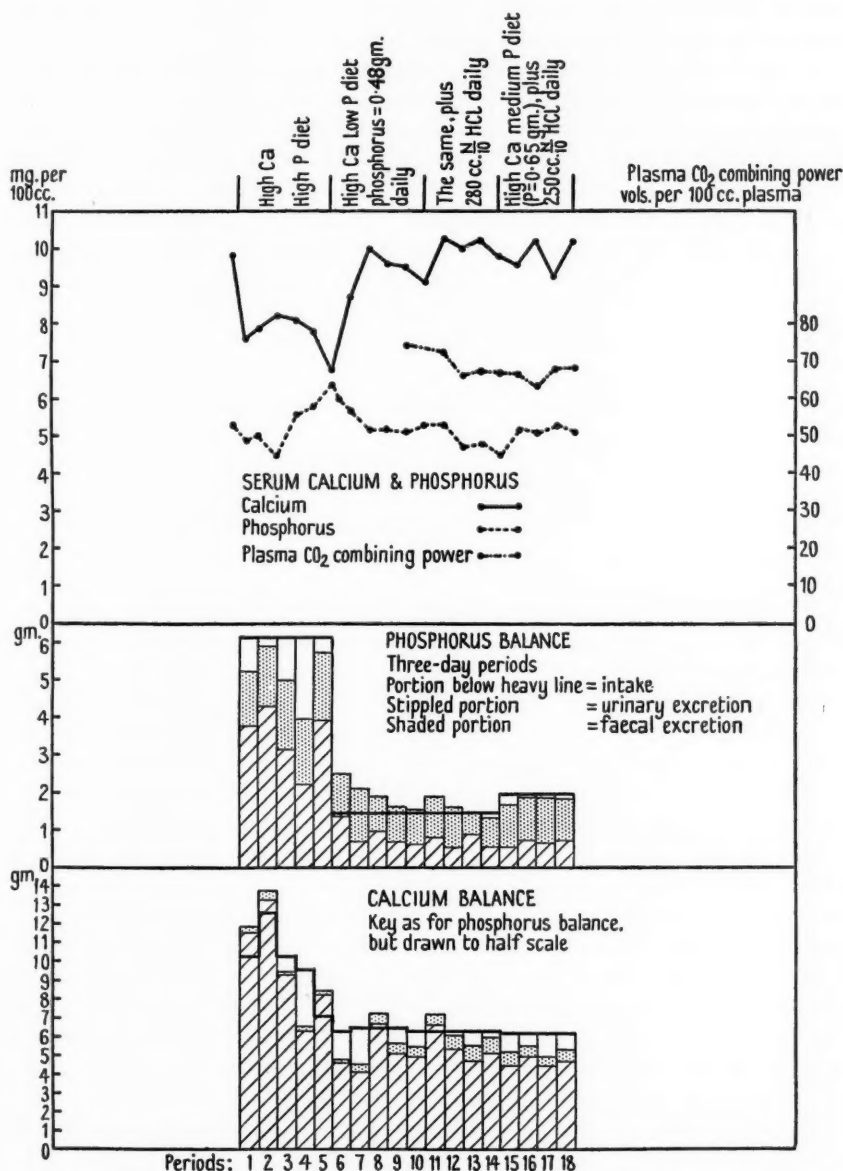 High Ca
High P diet
High Ca Low P diet
phosphorus = 0·48gm.
daily
The same, plus
280 cc. N/10 HCL daily
High Ca medium P diet
(P=0·65 gm.), plus
250 cc. N/10 HCL daily
mg. per
100cc.
Plasma CO2 combining power
vols. per 100 cc. plasma
11
10
9
8
7
6
5
4
3
2
1
0
80
70
60
50
40
30
20
10
0
SERUM CALCIUM & PHOSPHORUS
Calcium
Phosphorus
Plasma CO2 combining power
gm.
6
5
4
3
2
1
0
PHOSPHORUS BALANCE
Three-day periods
Portion below heavy line = intake
Stippled portion = urinary excretion
Shaded portion = faecal excretion
gm.
14
13
12
11
10
9
8
7
6
5
4
3
2
1
0
CALCIUM BALANCE
Key as for phosphorus balance,
but drawn to half scale
Periods: 1 2 3 4 5 6 7 8 9 10 11 12 13 14 15 16 17 18